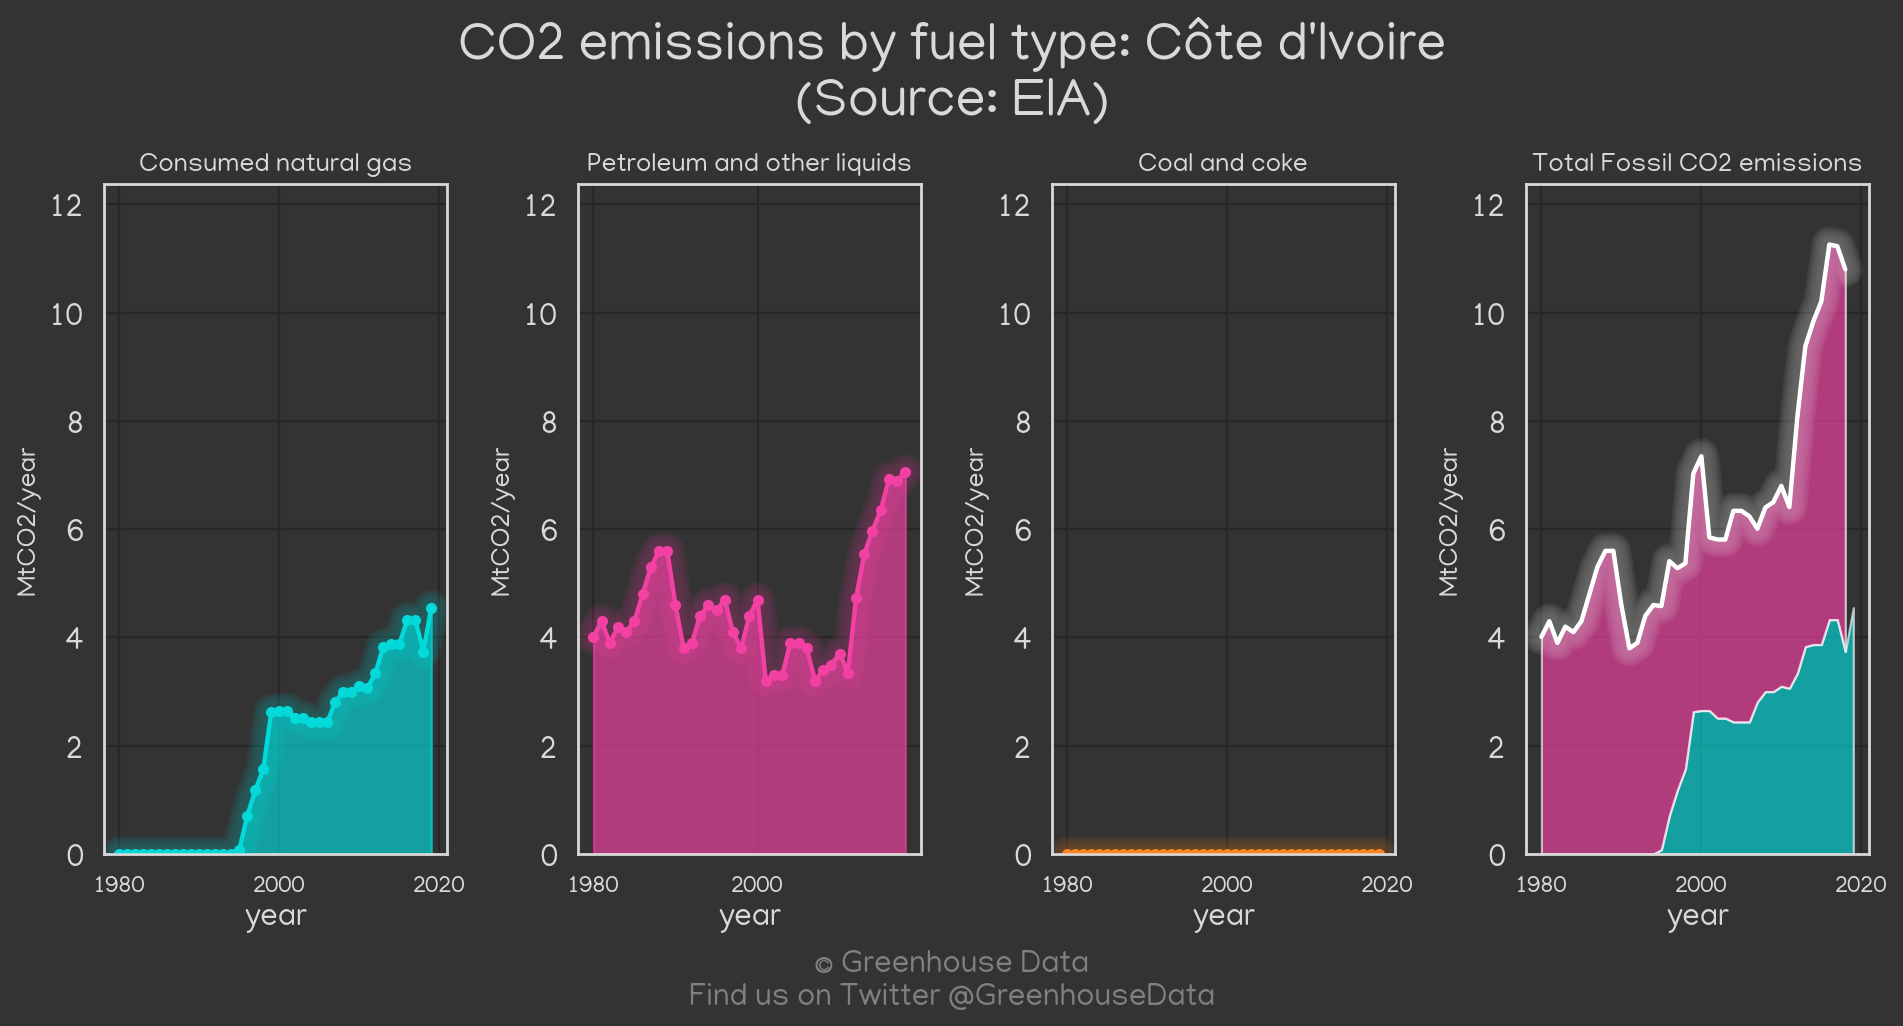 CO2 emissions by fuel type: Côte d'Ivoire
(Source: EIA)
Consumed natural gas
Petroleum and other liquids
Coal and coke
Total Fossil CO2 emissions
MtCO2/year
12
10
8
6
4
2
0
1980
2000
2020
year
MtCO2/year
12
10
8
6
4
2
0
1980
2000
year
MtCO2/year
12
10
8
6
4
2
0
1980
2000
2020
year
MtCO2/year
12
10
8
6
4
2
0
1980
2000
2020
year
© Greenhouse Data
Find us on Twitter @GreenhouseData